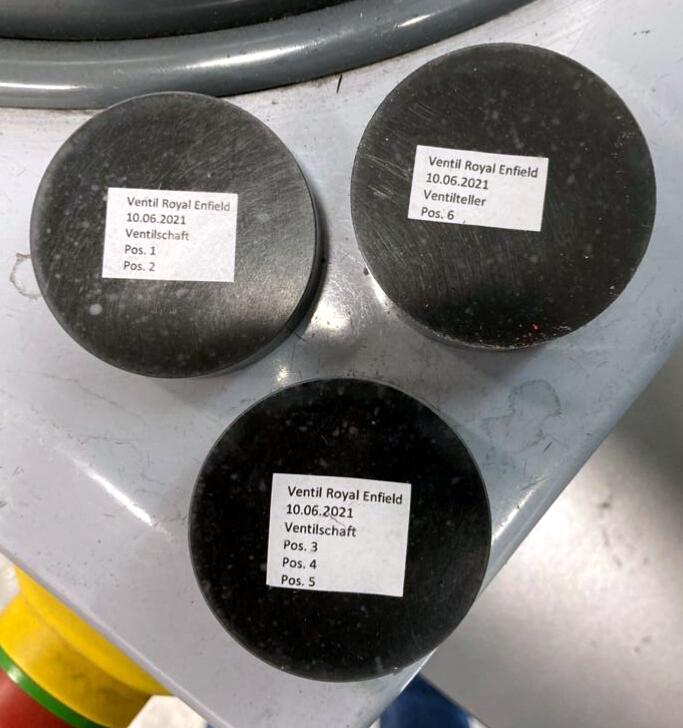 Ventil Royal Enfield
10.06.2021
Ventilschaft
Pos. 1
Pos. 2
Ventil Royal Enfield
10.06.2021
Ventilteller
Pos. 6
Ventil Royal Enfield
10.06.2021
Ventilschaft
Pos. 3
Pos. 4
Pos. 5